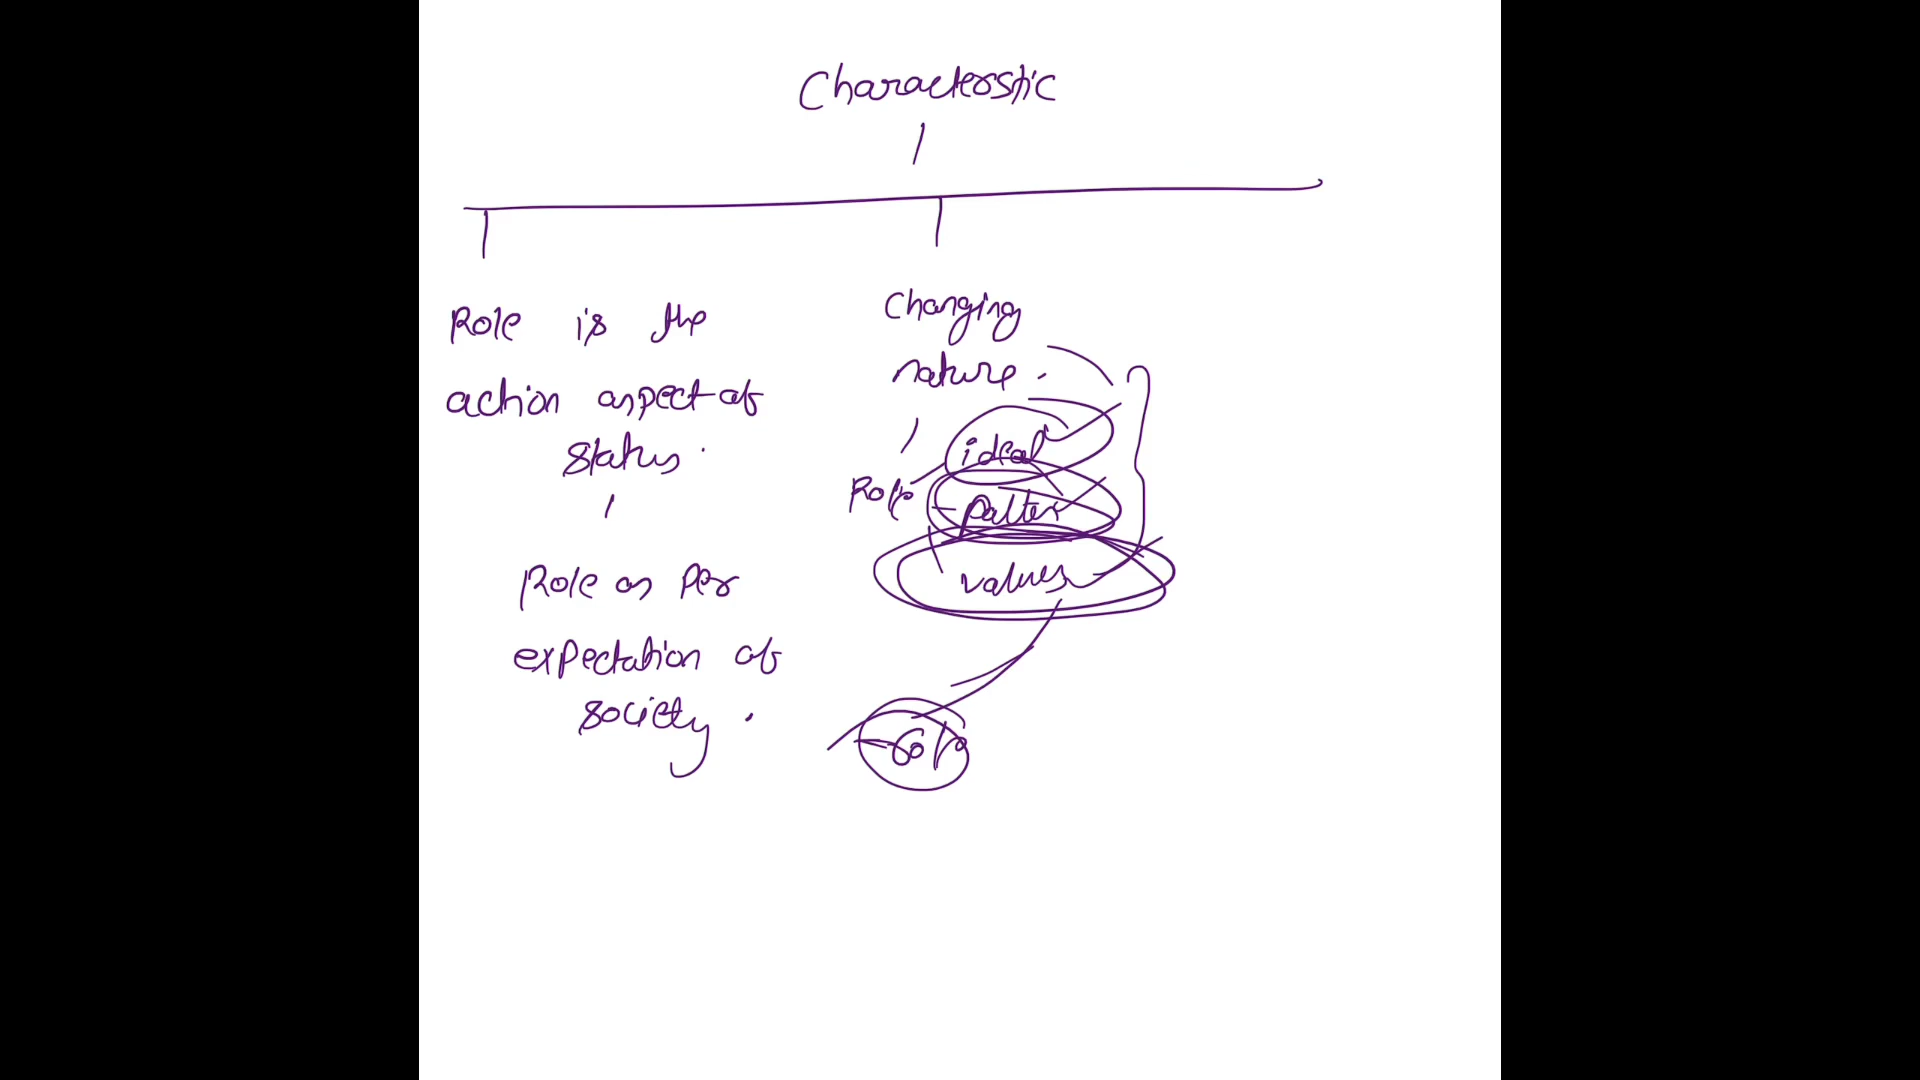 Characterstic
Role is the
action aspect of
status.
Role as per
expectation of
society.
Changing
nature.
Role
ideal
patter
values
role